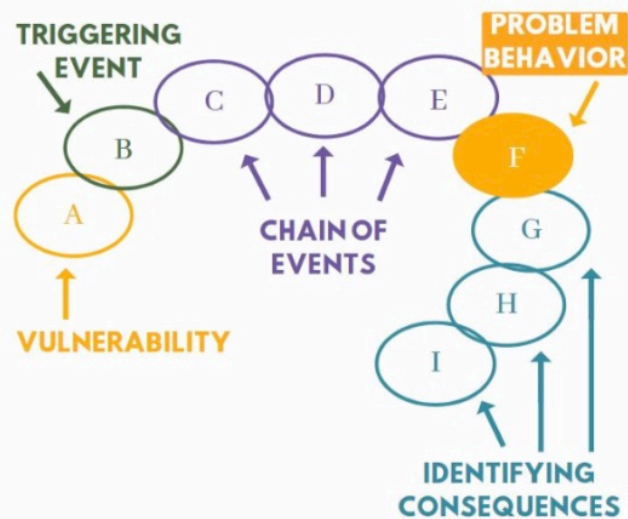 TRIGGERING
EVENT
PROBLEM
BEHAVIOR
A
B
C
D
E
F
G
H
I
CHAIN OF
EVENTS
VULNERABILITY
IDENTIFYING
CONSEQUENCES